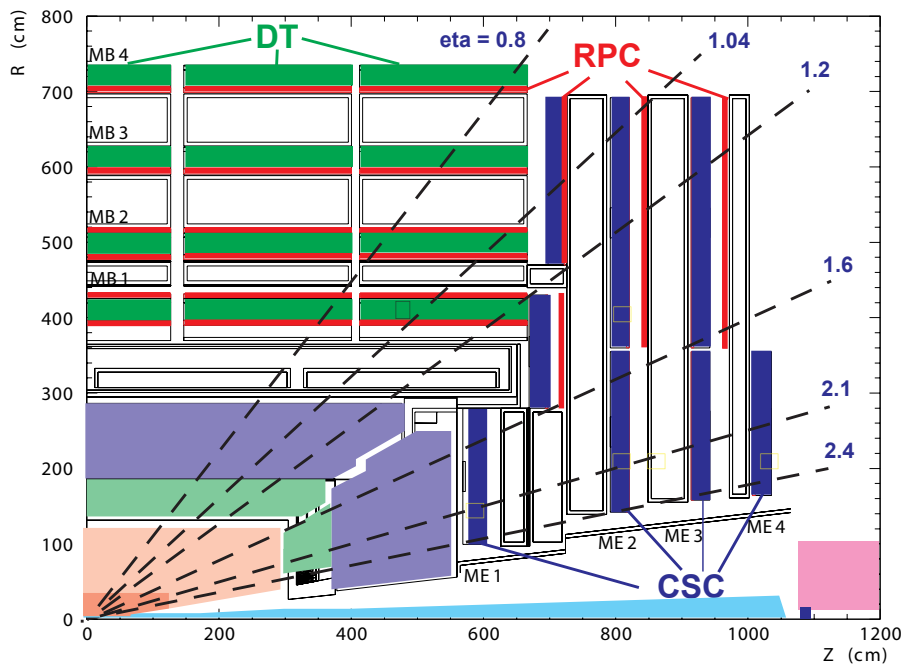 R (cm)
800
700
600
500
400
300
200
100
0
MB 4
MB 3
MB 2
MB 1
DT
eta = 0.8
1.04
RPC
1.2
1.6
2.1
2.4
ME 1
ME 2
ME 3
ME 4
CSC
0
200
400
600
800
1000
1200
Z (cm)